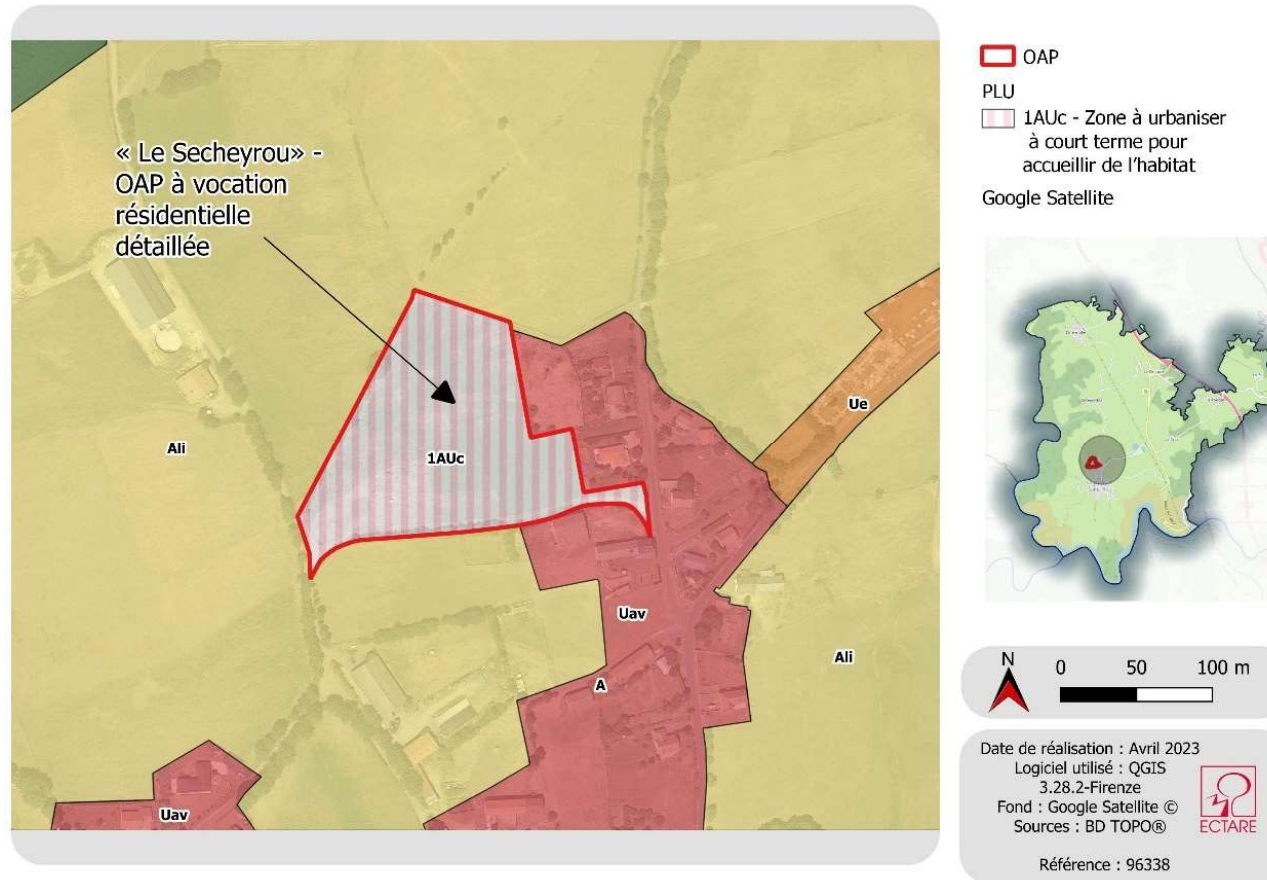 « Le Secheyrou» -
OAP à vocation
résidentielle
détaillée
Ali
1AUc
Ue
Uav
Ali
A
Uav
OAP
PLU
1AUc - Zone à urbaniser
à court terme pour
accueillir de l'habitat
Google Satellite
N
0 50 100 m
Date de réalisation : Avril 2023
Logiciel utilisé : QGIS
3.28.2-Firenze
Fond : Google Satellite ©
Sources : BD TOPO®
ECTARE
Référence : 96338